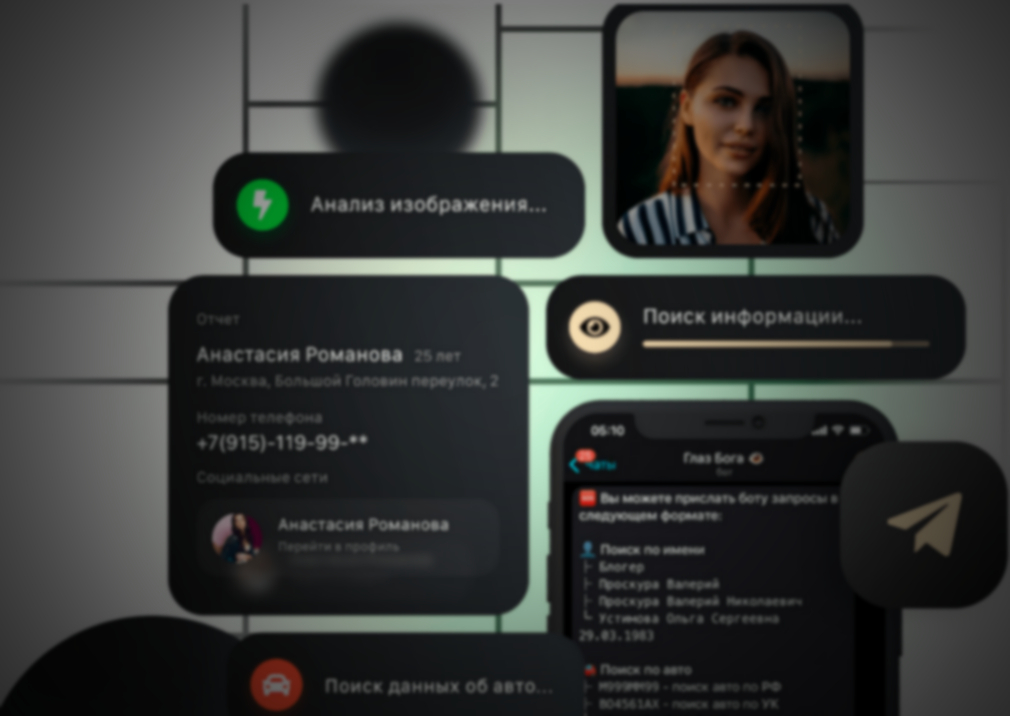 Анализ изображения...
Отчет
Анастасия Романова 25 лет
г. Москва, Большой Головин переулок, 2
Номер телефона
+7(915)-119-99-**
Социальные сети
Анастасия Романова
Перейти в профиль
Поиск данных об авто...
Поиск информации...
05:10
Чаты
Глаз Бога
бот
Вы можете прислать боту запросы в
следующем формате:
Поиск по имени
├ Блогер
├ Проскура Валерий
├ Проскура Валерий Николаевич
└ Устинова Ольга Сергеевна
29.03.1983
Поиск по авто
├ М999ММ99 - поиск авто по РФ
├ ВО4561АХ - поиск авто по УК